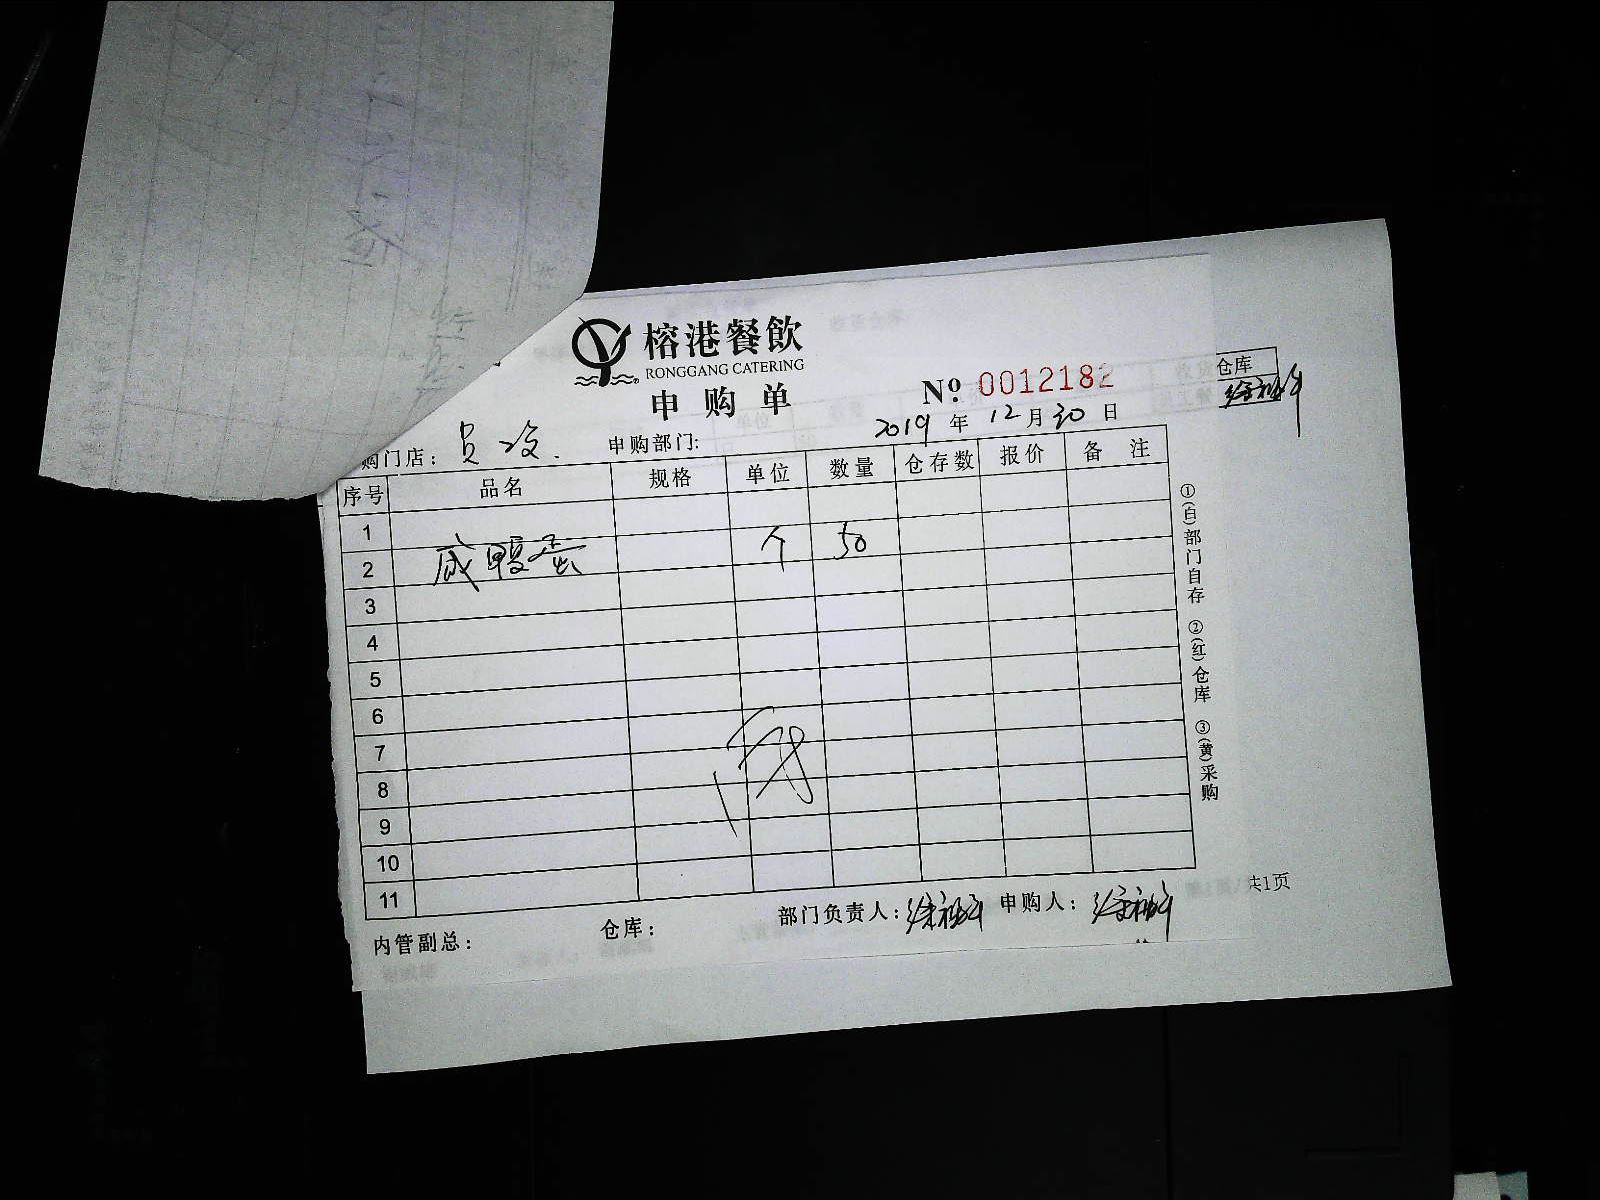 榕港餐飲
RONGGANG CATERING
申购单
№ 0012182
仓库
2019 年 12 月 30 日
购门店: 申购部门:
序号 品名 规格 单位 数量 仓存数 报价 备注
1
2 咸鸭蛋 个 50
3
4
5
6
7
8
9
10
11
①(白)部门自存 ②(红)仓库 ③(黄)采购
内管副总: 仓库: 部门负责人: 申购人:
共1页